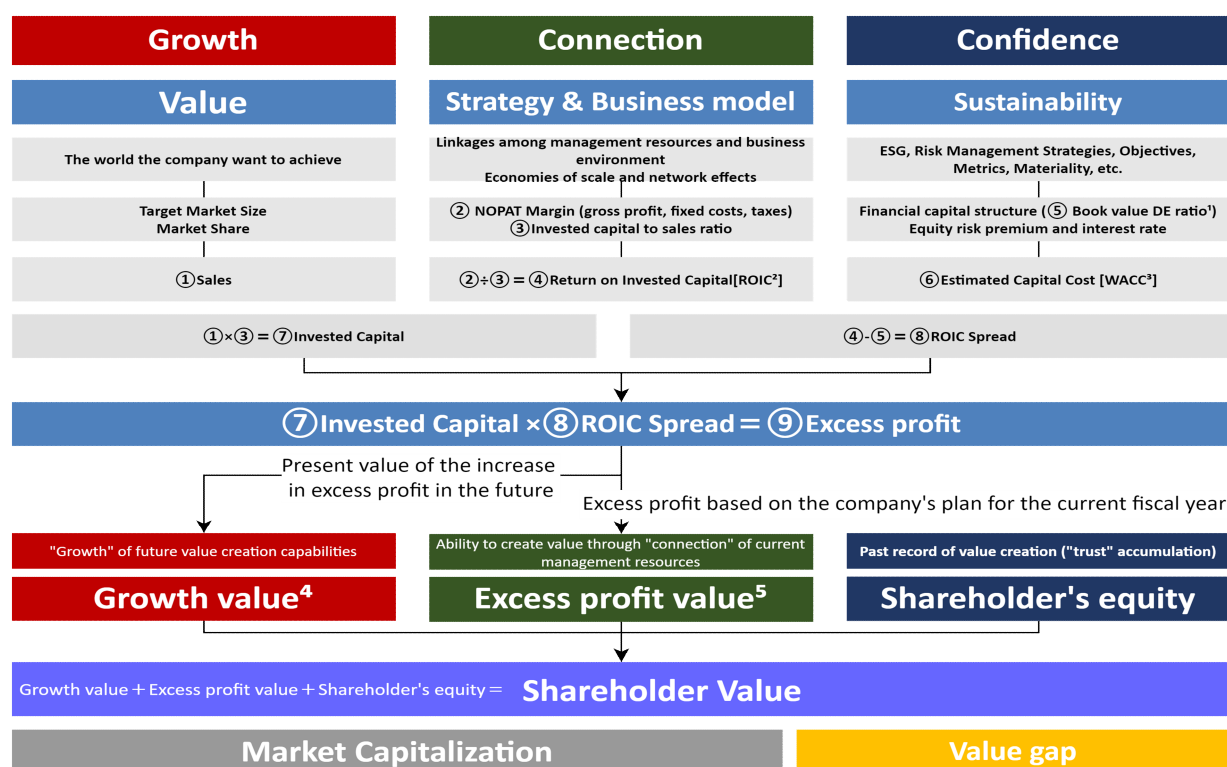 Growth
Connection
Confidence
Value
Strategy & Business model
Sustainability
The world the company want to achieve
Linkages among management resources and business
environment
Economies of scale and network effects
ESG, Risk Management Strategies, Objectives,
Metrics, Materiality, etc.
Target Market Size
Market Share
② NOPAT Margin (gross profit, fixed costs, taxes)
③Invested capital to sales ratio
Financial capital structure (⑤ Book value DE ratio¹)
Equity risk premium and interest rate
①Sales
②÷③＝④Return on Invested Capital[ROIC²]
⑥Estimated Capital Cost [WACC³]
①×③＝⑦Invested Capital
④-⑤＝⑧ROIC Spread
⑦Invested Capital ×⑧ROIC Spread＝⑨Excess profit
Present value of the increase
in excess profit in the future
Excess profit based on the company's plan for the current fiscal year
"Growth" of future value creation capabilities
Ability to create value through "connection" of current
management resources
Past record of value creation ("trust" accumulation)
Growth value⁴
Excess profit value⁵
Shareholder's equity
Growth value＋Excess profit value＋Shareholder's equity＝ Shareholder Value
Market Capitalization
Value gap